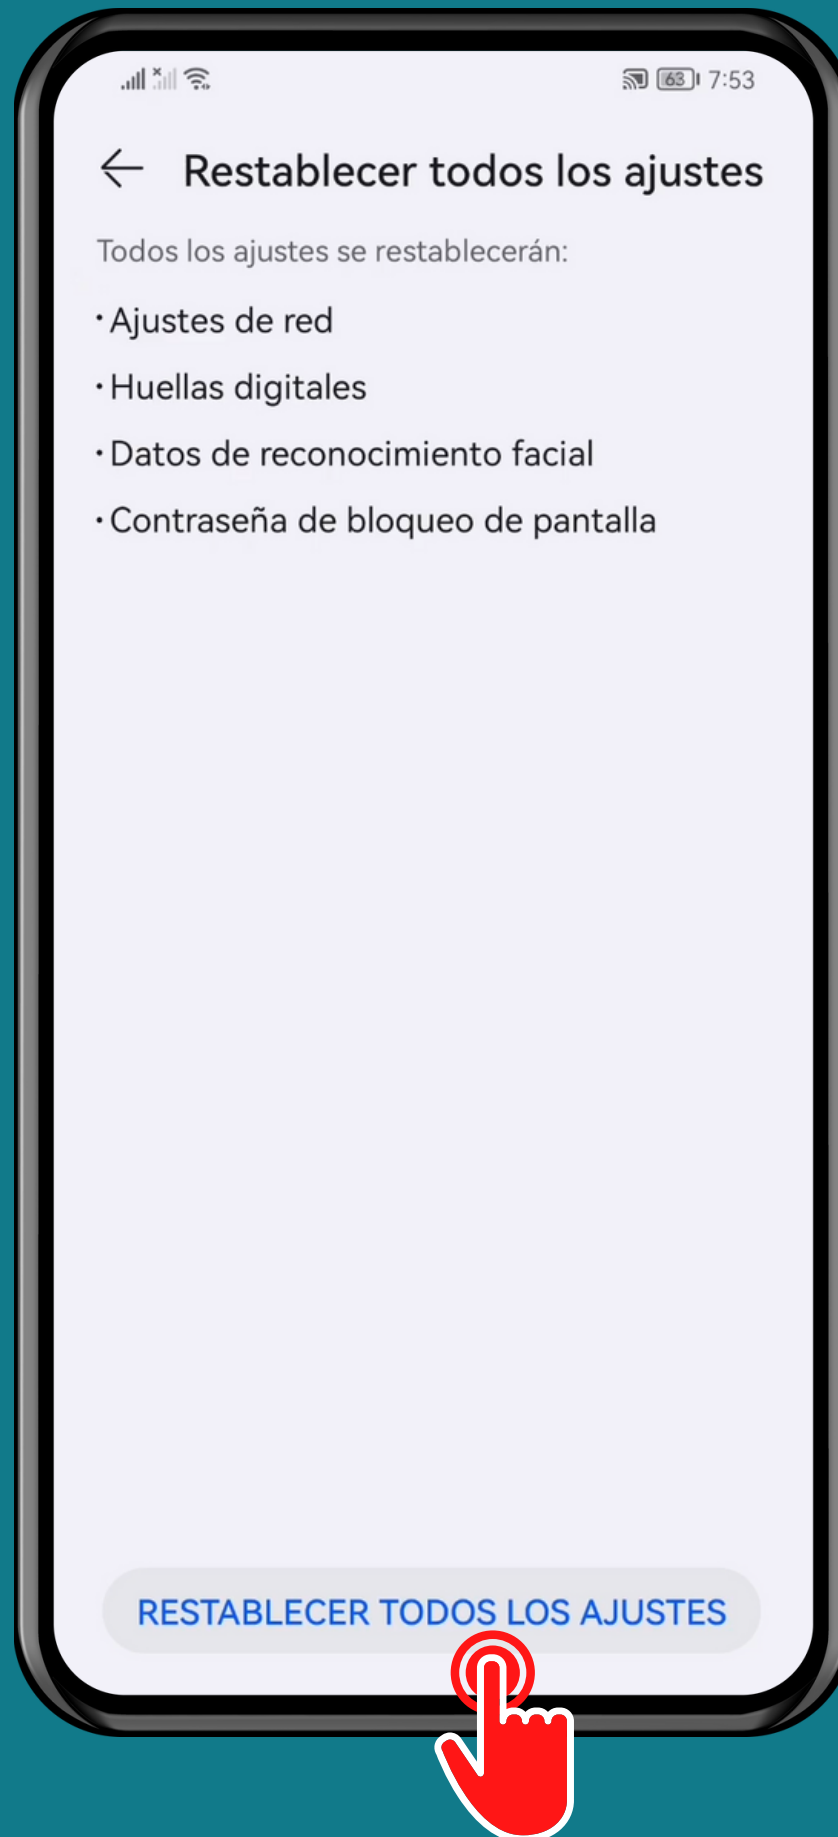 63 7:53
Restablecer todos los ajustes
Todos los ajustes se restablecerán:
• Ajustes de red
• Huellas digitales
• Datos de reconocimiento facial
• Contraseña de bloqueo de pantalla
RESTABLECER TODOS LOS AJUSTES